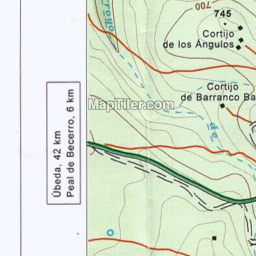 745
700
Cortijo
de los Ángulos
Cortijo
de Barranco Ba
MapTiler.com
Úbeda, 42 km
Peal de Becerro, 6 km